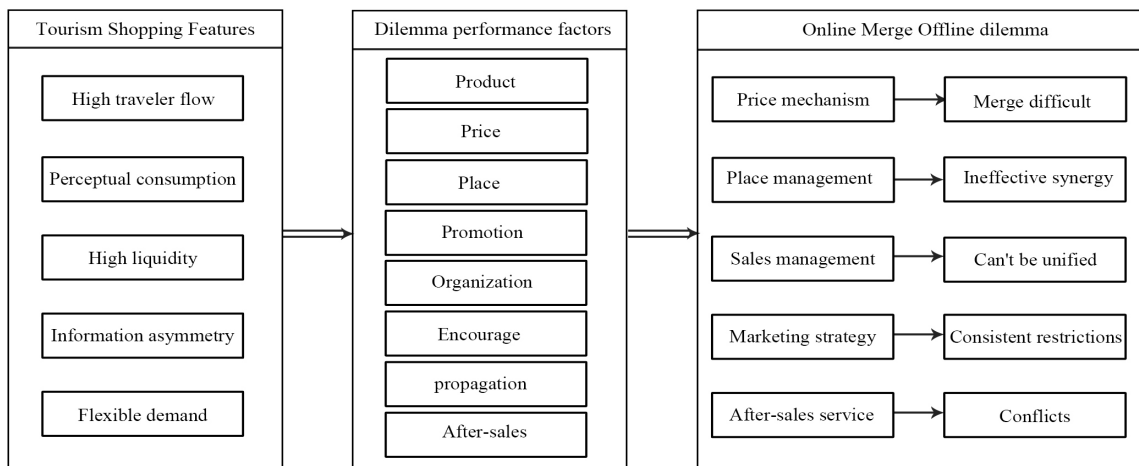 Tourism Shopping Features
High traveler flow
Perceptual consumption
High liquidity
Information asymmetry
Flexible demand
Dilemma performance factors
Product
Price
Place
Promotion
Organization
Encourage
propagation
After-sales
Online Merge Offline dilemma
Price mechanism
Merge difficult
Place management
Ineffective synergy
Sales management
Can't be unified
Marketing strategy
Consistent restrictions
After-sales service
Conflicts